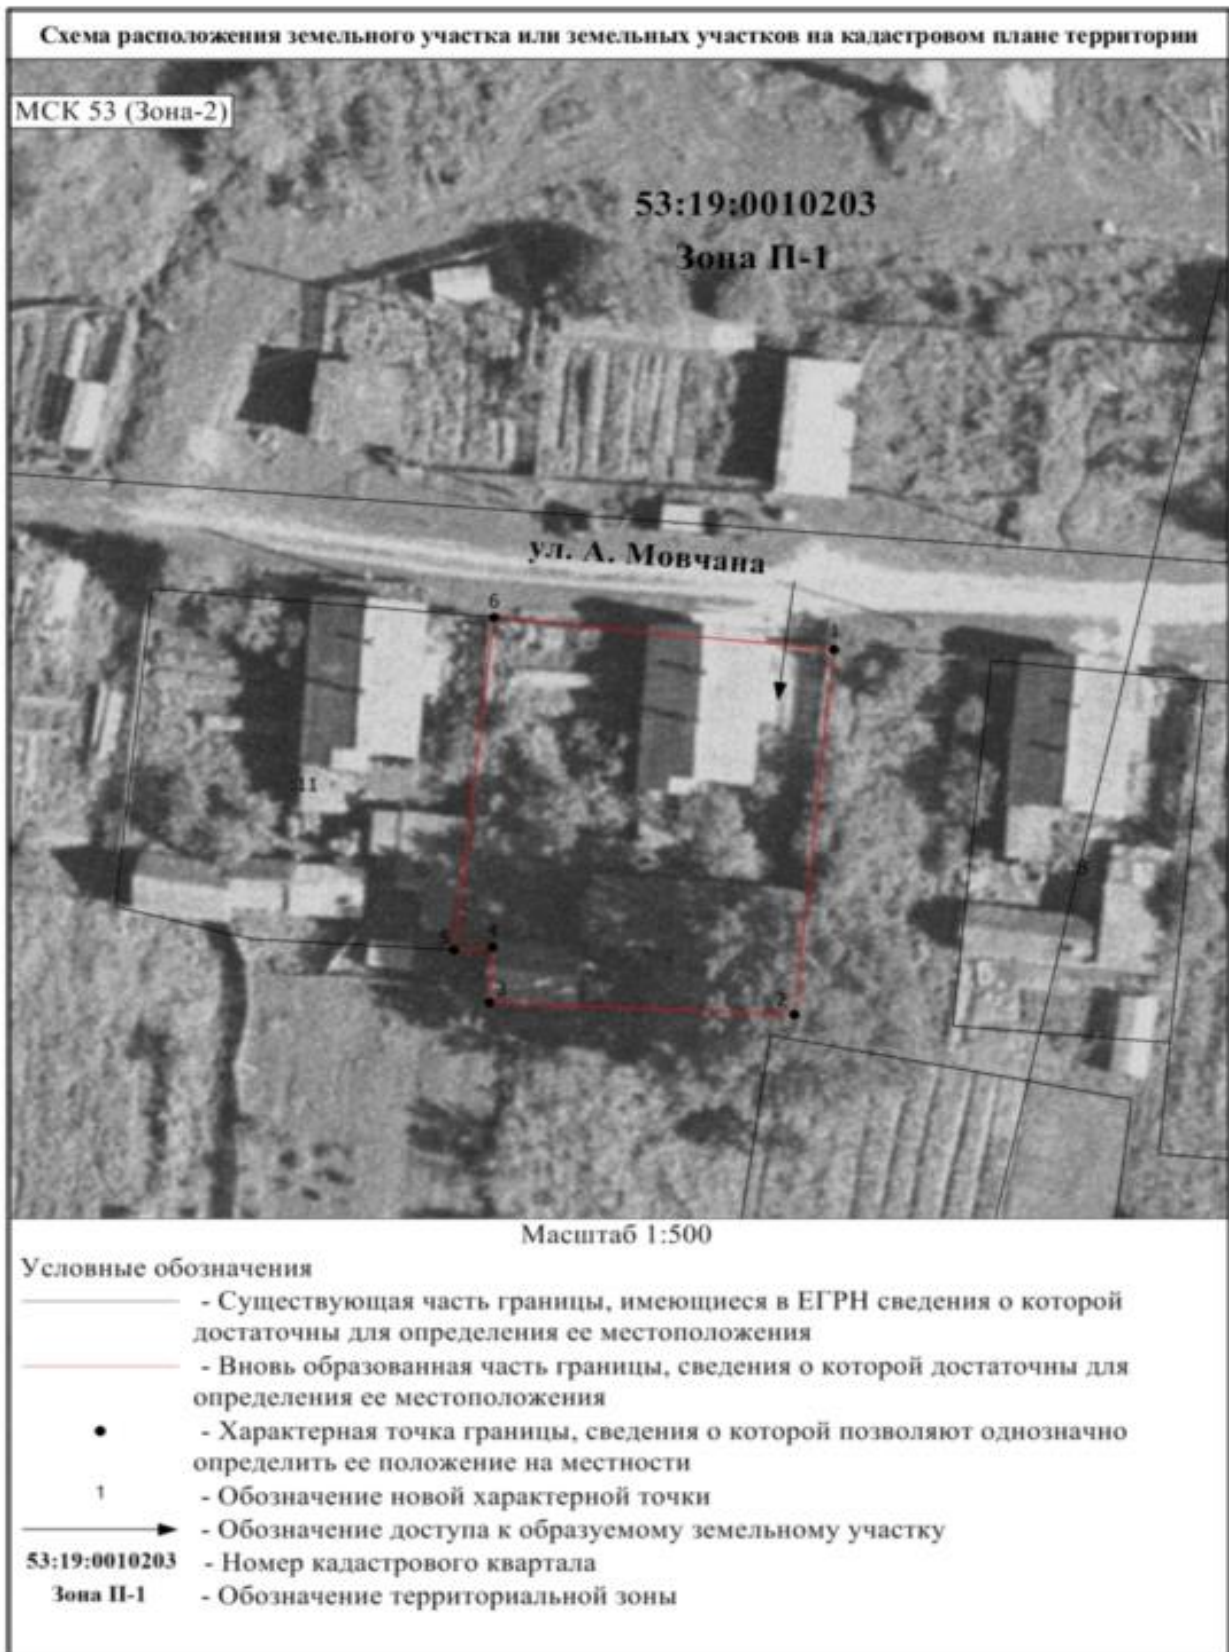 Схема расположения земельного участка или земельных участков на кадастровом плане территории
МСК 53 (Зона-2)
53:19:0010203
Зона П-1
ул. А. Мовчана
6
1
:11
5
4
3
2
Масштаб 1:500
Условные обозначения
- Существующая часть границы, имеющиеся в ЕГРН сведения о которой
достаточны для определения ее местоположения
- Вновь образованная часть границы, сведения о которой достаточны для
определения ее местоположения
- Характерная точка границы, сведения о которой позволяют однозначно
определить ее положение на местности
1 - Обозначение новой характерной точки
- Обозначение доступа к образуемому земельному участку
53:19:0010203 - Номер кадастрового квартала
Зона П-1 - Обозначение территориальной зоны